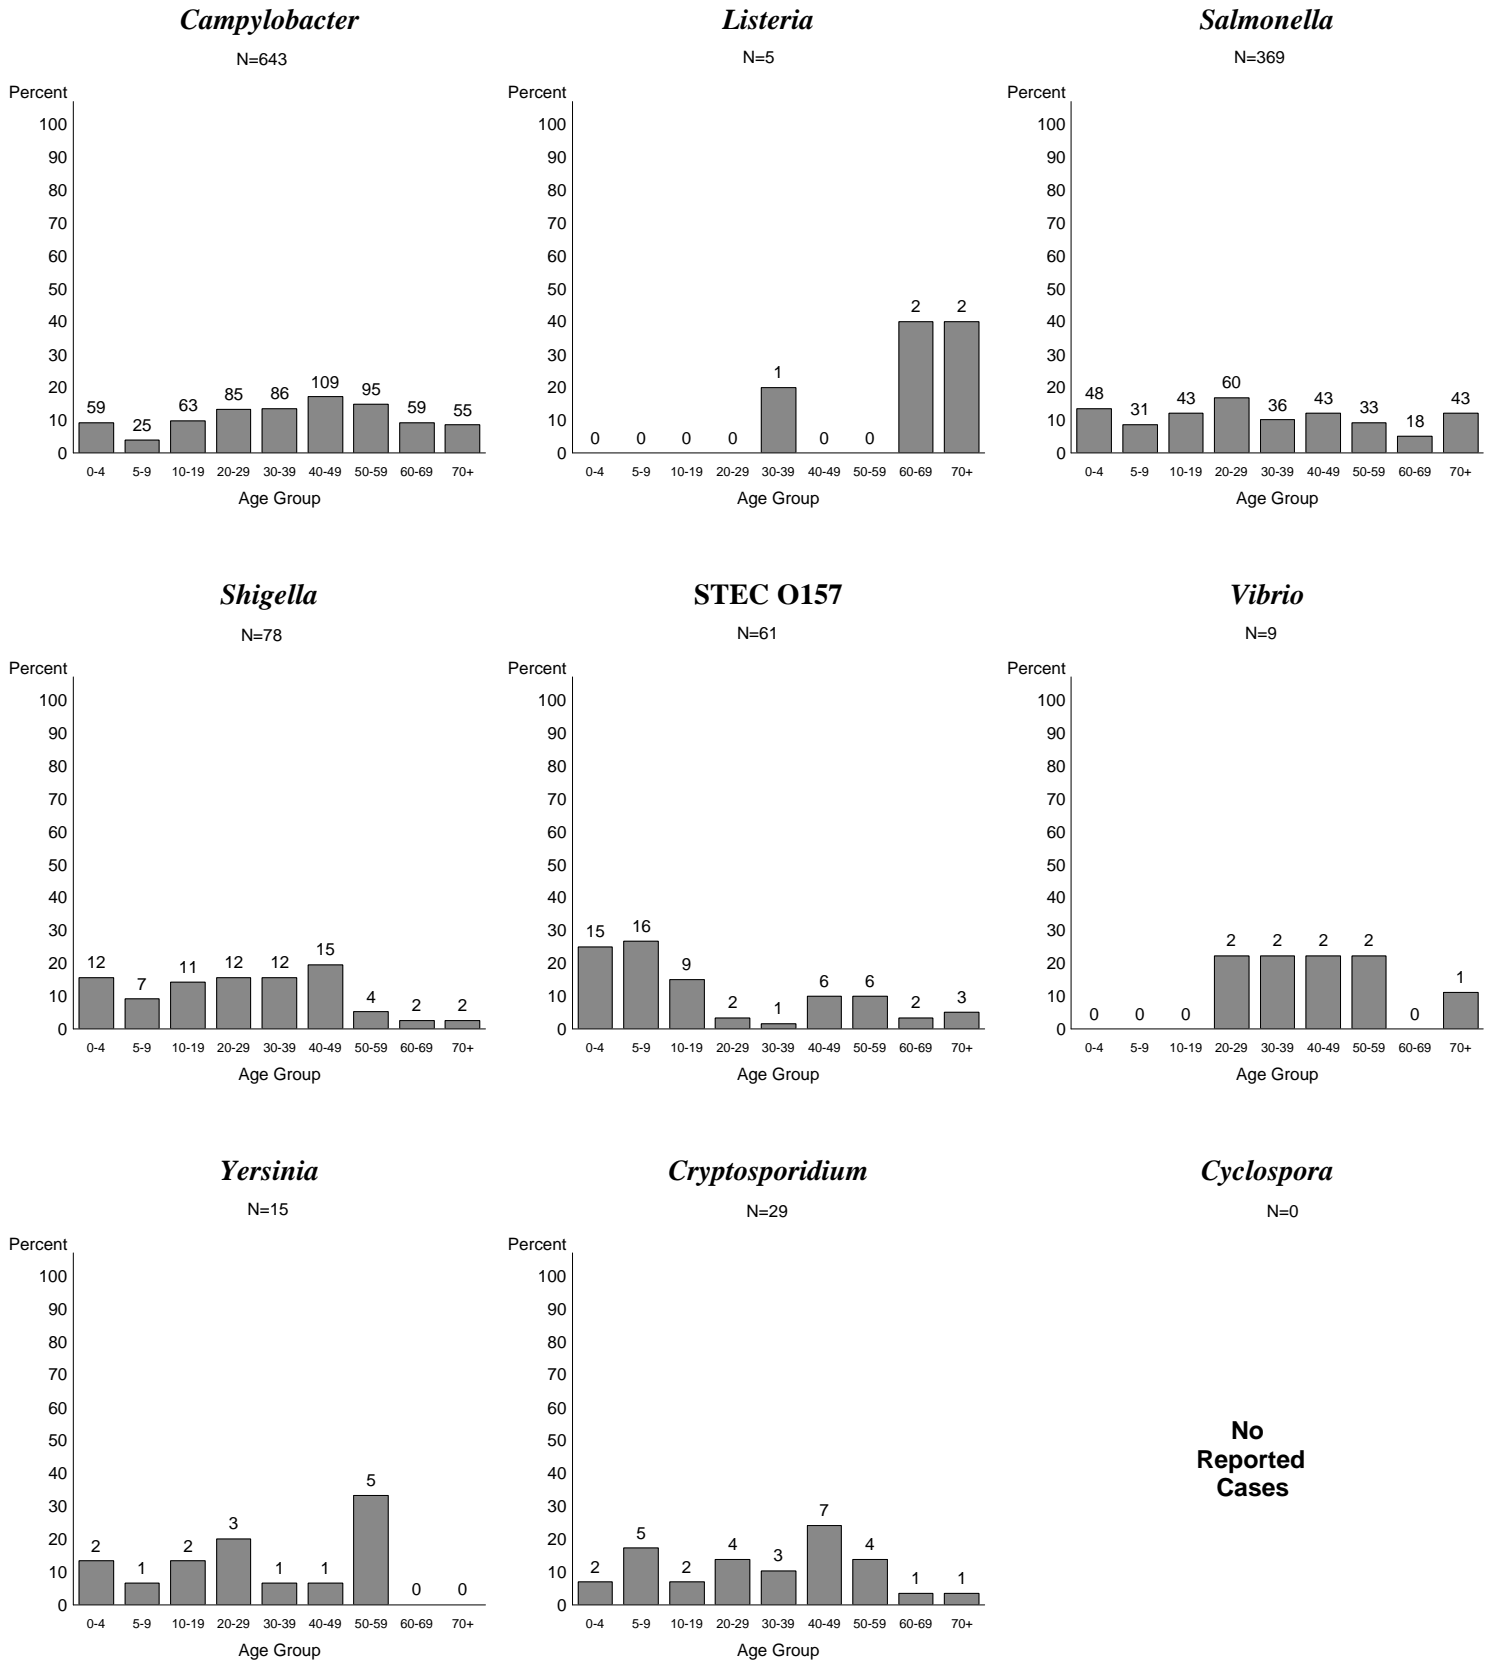 Campylobacter
N=643
Percent
100
90
80
70
60
50
40
30
20
10
0
59 25 63 85 86 109 95 59 55
0-4 5-9 10-19 20-29 30-39 40-49 50-59 60-69 70+
Age Group
Listeria
N=5
Percent
100
90
80
70
60
50
40
30
20
10
0
0 0 0 0 1 0 0 2 2
0-4 5-9 10-19 20-29 30-39 40-49 50-59 60-69 70+
Age Group
Salmonella
N=369
Percent
100
90
80
70
60
50
40
30
20
10
0
48 31 43 60 36 43 33 18 43
0-4 5-9 10-19 20-29 30-39 40-49 50-59 60-69 70+
Age Group
Shigella
N=78
Percent
100
90
80
70
60
50
40
30
20
10
0
12 7 11 12 12 15 4 2 2
0-4 5-9 10-19 20-29 30-39 40-49 50-59 60-69 70+
Age Group
STEC O157
N=61
Percent
100
90
80
70
60
50
40
30
20
10
0
15 16 9 2 1 6 6 2 3
0-4 5-9 10-19 20-29 30-39 40-49 50-59 60-69 70+
Age Group
Vibrio
N=9
Percent
100
90
80
70
60
50
40
30
20
10
0
0 0 0 2 2 2 2 0 1
0-4 5-9 10-19 20-29 30-39 40-49 50-59 60-69 70+
Age Group
Yersinia
N=15
Percent
100
90
80
70
60
50
40
30
20
10
0
2 1 2 3 1 1 5 0 0
0-4 5-9 10-19 20-29 30-39 40-49 50-59 60-69 70+
Age Group
Cryptosporidium
N=29
Percent
100
90
80
70
60
50
40
30
20
10
0
2 5 2 4 3 7 4 1 1
0-4 5-9 10-19 20-29 30-39 40-49 50-59 60-69 70+
Age Group
Cyclospora
N=0
No
Reported
Cases